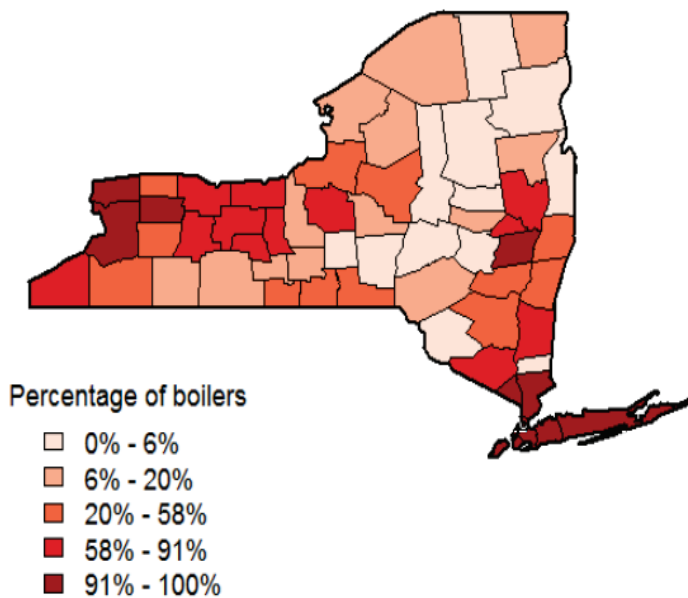 Percentage of boilers
0% - 6%
6% - 20%
20% - 58%
58% - 91%
91% - 100%